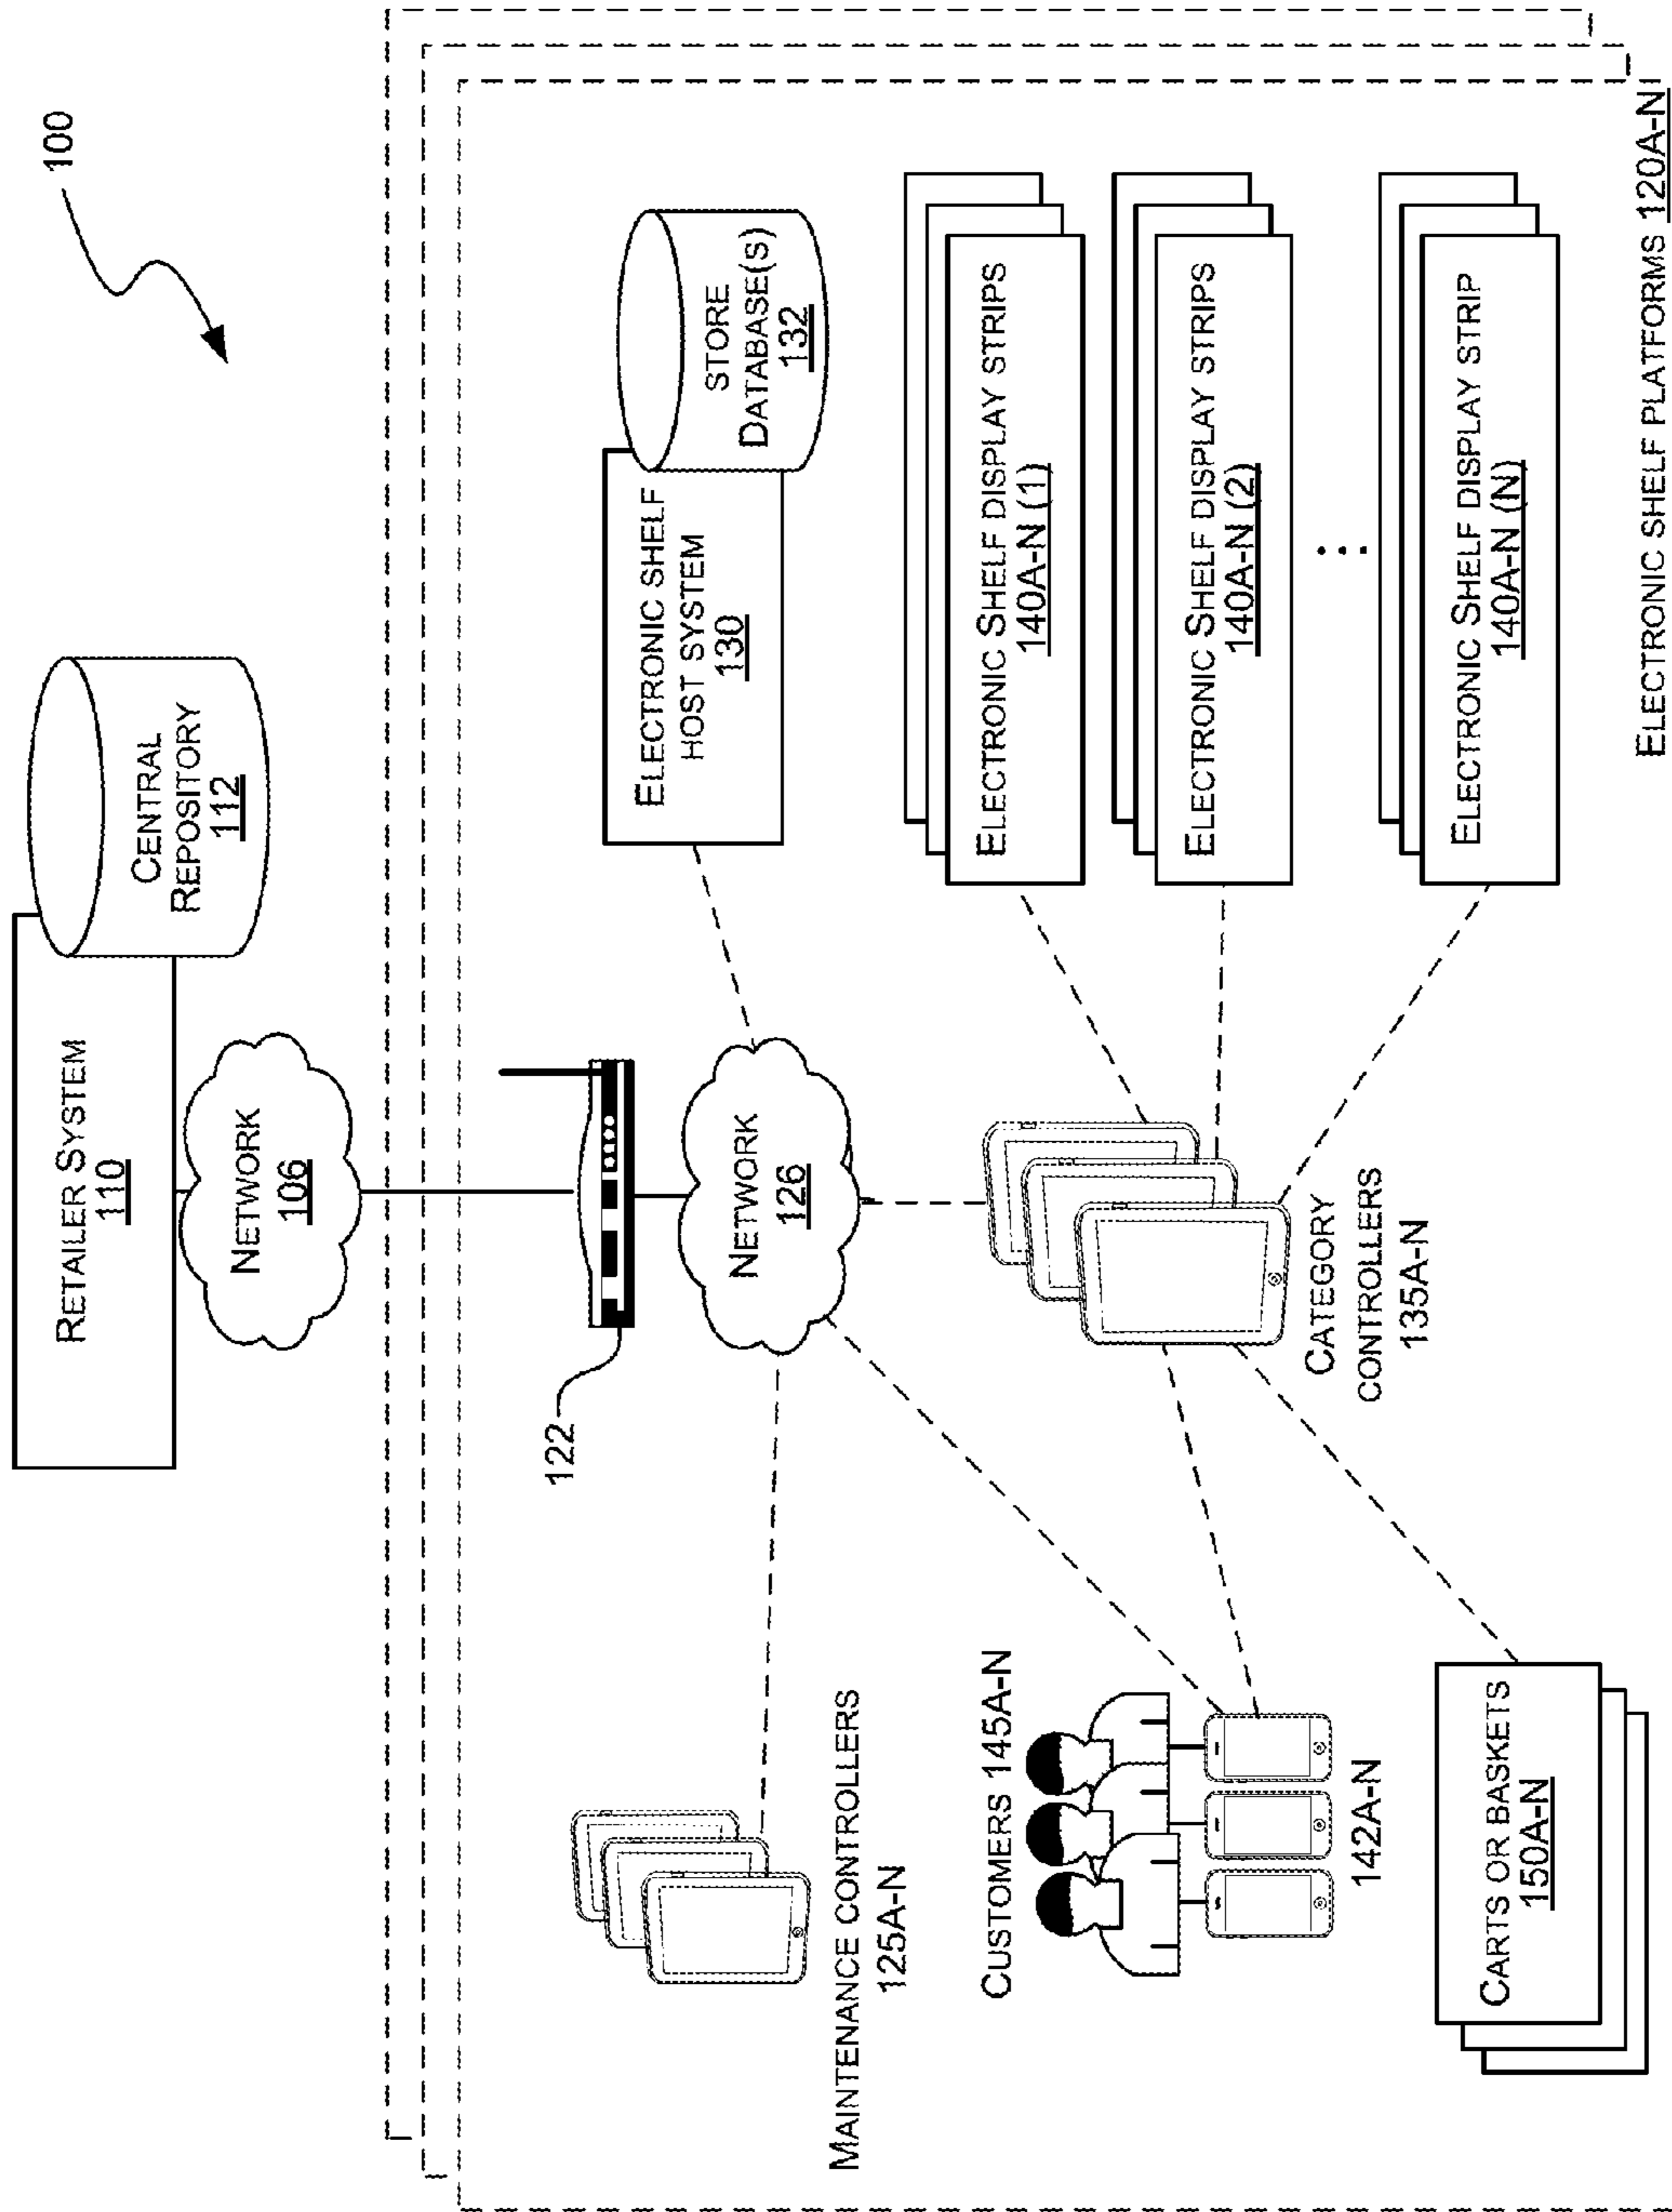 100
RETAILER SYSTEM
110
CENTRAL
REPOSITORY
112
NETWORK
106
122
NETWORK
126
ELECTRONIC SHELF
HOST SYSTEM
130
STORE
DATABASE(S)
132
MAINTENANCE CONTROLLERS
125A-N
CUSTOMERS 145A-N
142A-N
CATEGORY
CONTROLLERS
135A-N
ELECTRONIC SHELF DISPLAY STRIPS
140A-N (1)
ELECTRONIC SHELF DISPLAY STRIPS
140A-N (2)
...
ELECTRONIC SHELF DISPLAY STRIP
140A-N (N)
CARTS OR BASKETS
150A-N
ELECTRONIC SHELF PLATFORMS 120A-N